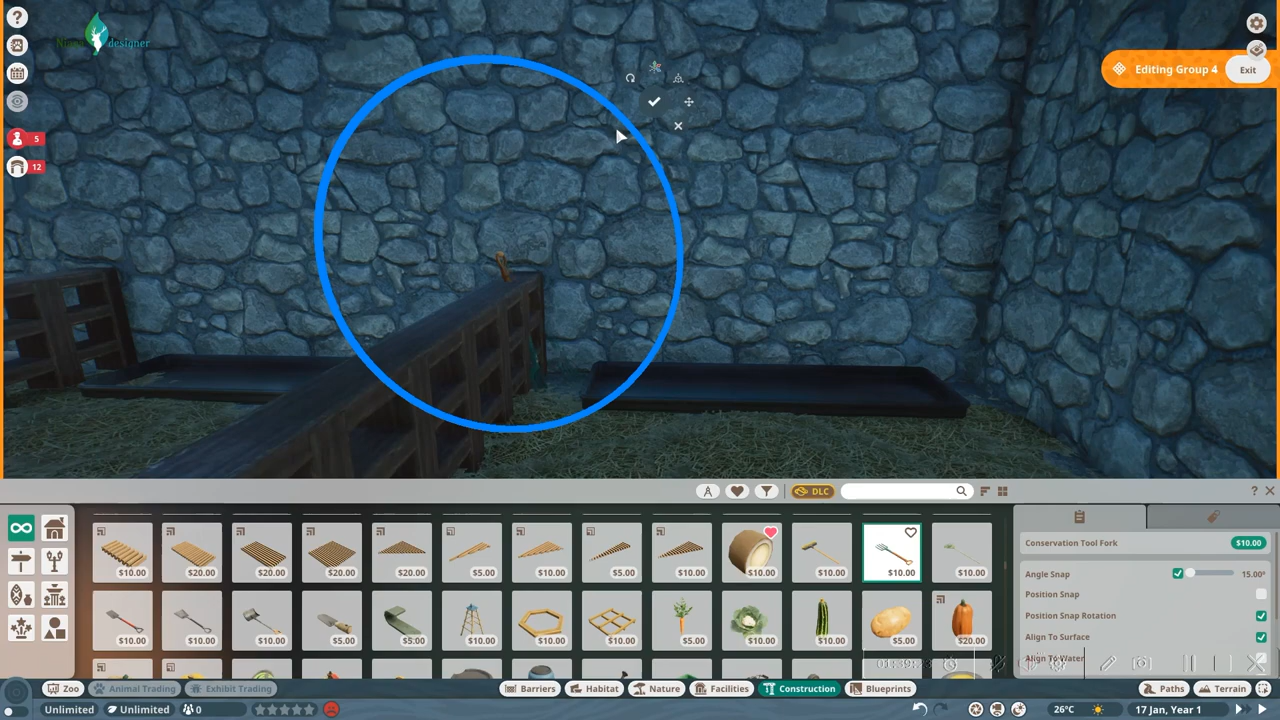 designer
Editing Group 4
Exit
5
12
DLC
$10.00 $20.00 $20.00 $20.00 $20.00 $5.00 $10.00 $5.00 $10.00 $10.00 $10.00 $10.00 $10.00
$10.00 $10.00 $10.00 $5.00 $5.00 $10.00 $10.00 $10.00 $5.00 $10.00 $10.00 $5.00 $20.00
Conservation Tool Fork $10.00
Angle Snap 15.00°
Position Snap
Position Snap Rotation
Align To Surface
Align To Water
Zoo Animal Trading Exhibit Trading Barriers Habitat Nature Facilities Construction Blueprints Paths Terrain
Unlimited Unlimited 0 26°C 17 Jan, Year 1